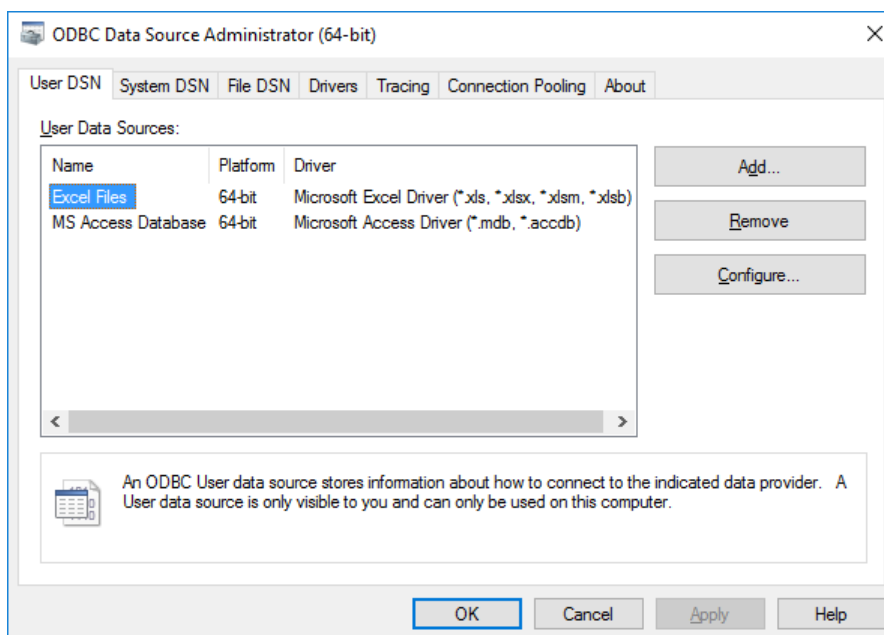 ODBC Data Source Administrator (64-bit)
User DSN System DSN File DSN Drivers Tracing Connection Pooling About
User Data Sources:
Name Platform Driver
Excel Files 64-bit Microsoft Excel Driver (*.xls, *.xlsx, *.xlsm, *.xlsb)
MS Access Database 64-bit Microsoft Access Driver (*.mdb, *.accdb)
Add...
Remove
Configure...
An ODBC User data source stores information about how to connect to the indicated data provider. A
User data source is only visible to you and can only be used on this computer.
OK Cancel Apply Help